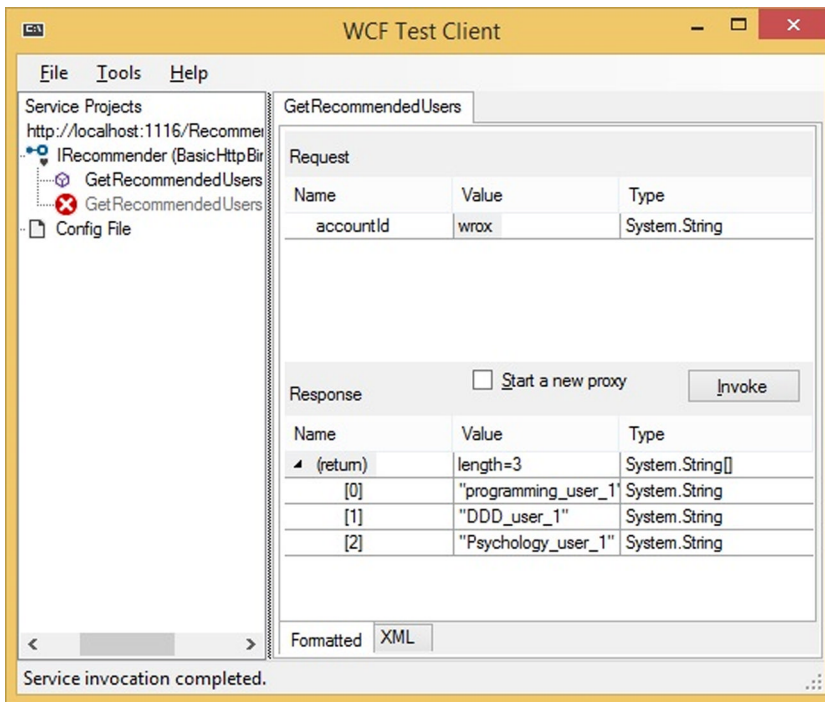 C:\
WCF Test Client
File Tools Help
Service Projects
http://localhost:1116/Recommen
IRecommender (BasicHttpBin
GetRecommendedUsers
GetRecommendedUsers
Config File
GetRecommendedUsers
Request
Name Value Type
accountId wrox System.String
Response Start a new proxy Invoke
Name Value Type
(return) length=3 System.String[]
[0] "programming_user_1" System.String
[1] "DDD_user_1" System.String
[2] "Psychology_user_1" System.String
Formatted XML
Service invocation completed.